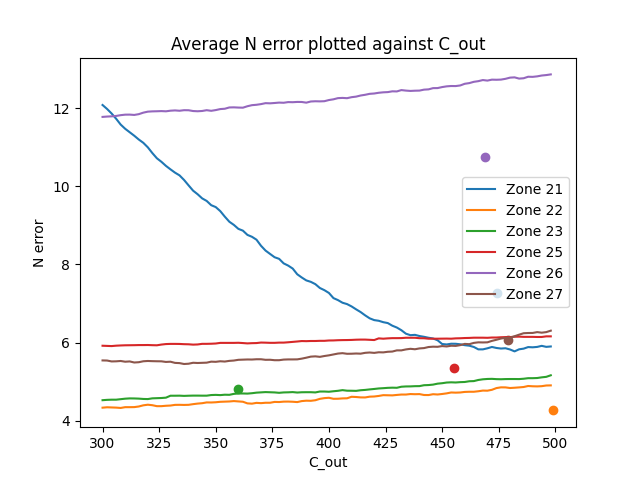 Average N error plotted against C_out
N error
12
10
8
6
4
Zone 21
Zone 22
Zone 23
Zone 25
Zone 26
Zone 27
300 325 350 375 400 425 450 475 500
C_out